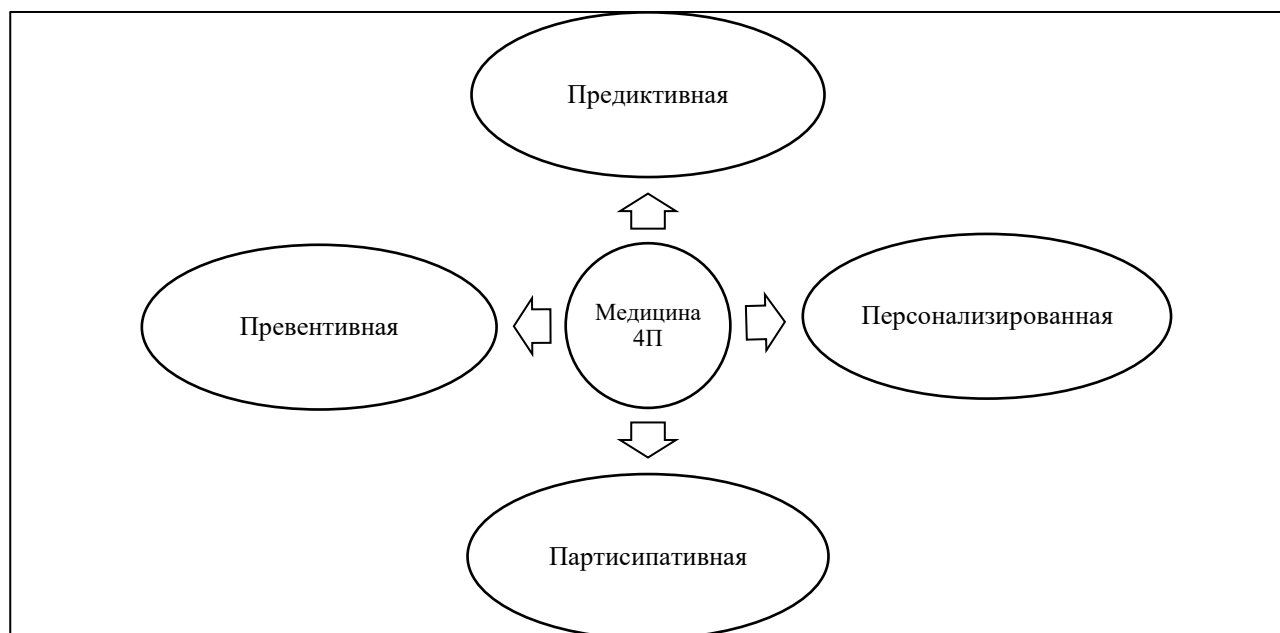 Предиктивная
Превентивная
Медицина
4П
Персонализированная
Партисипативная